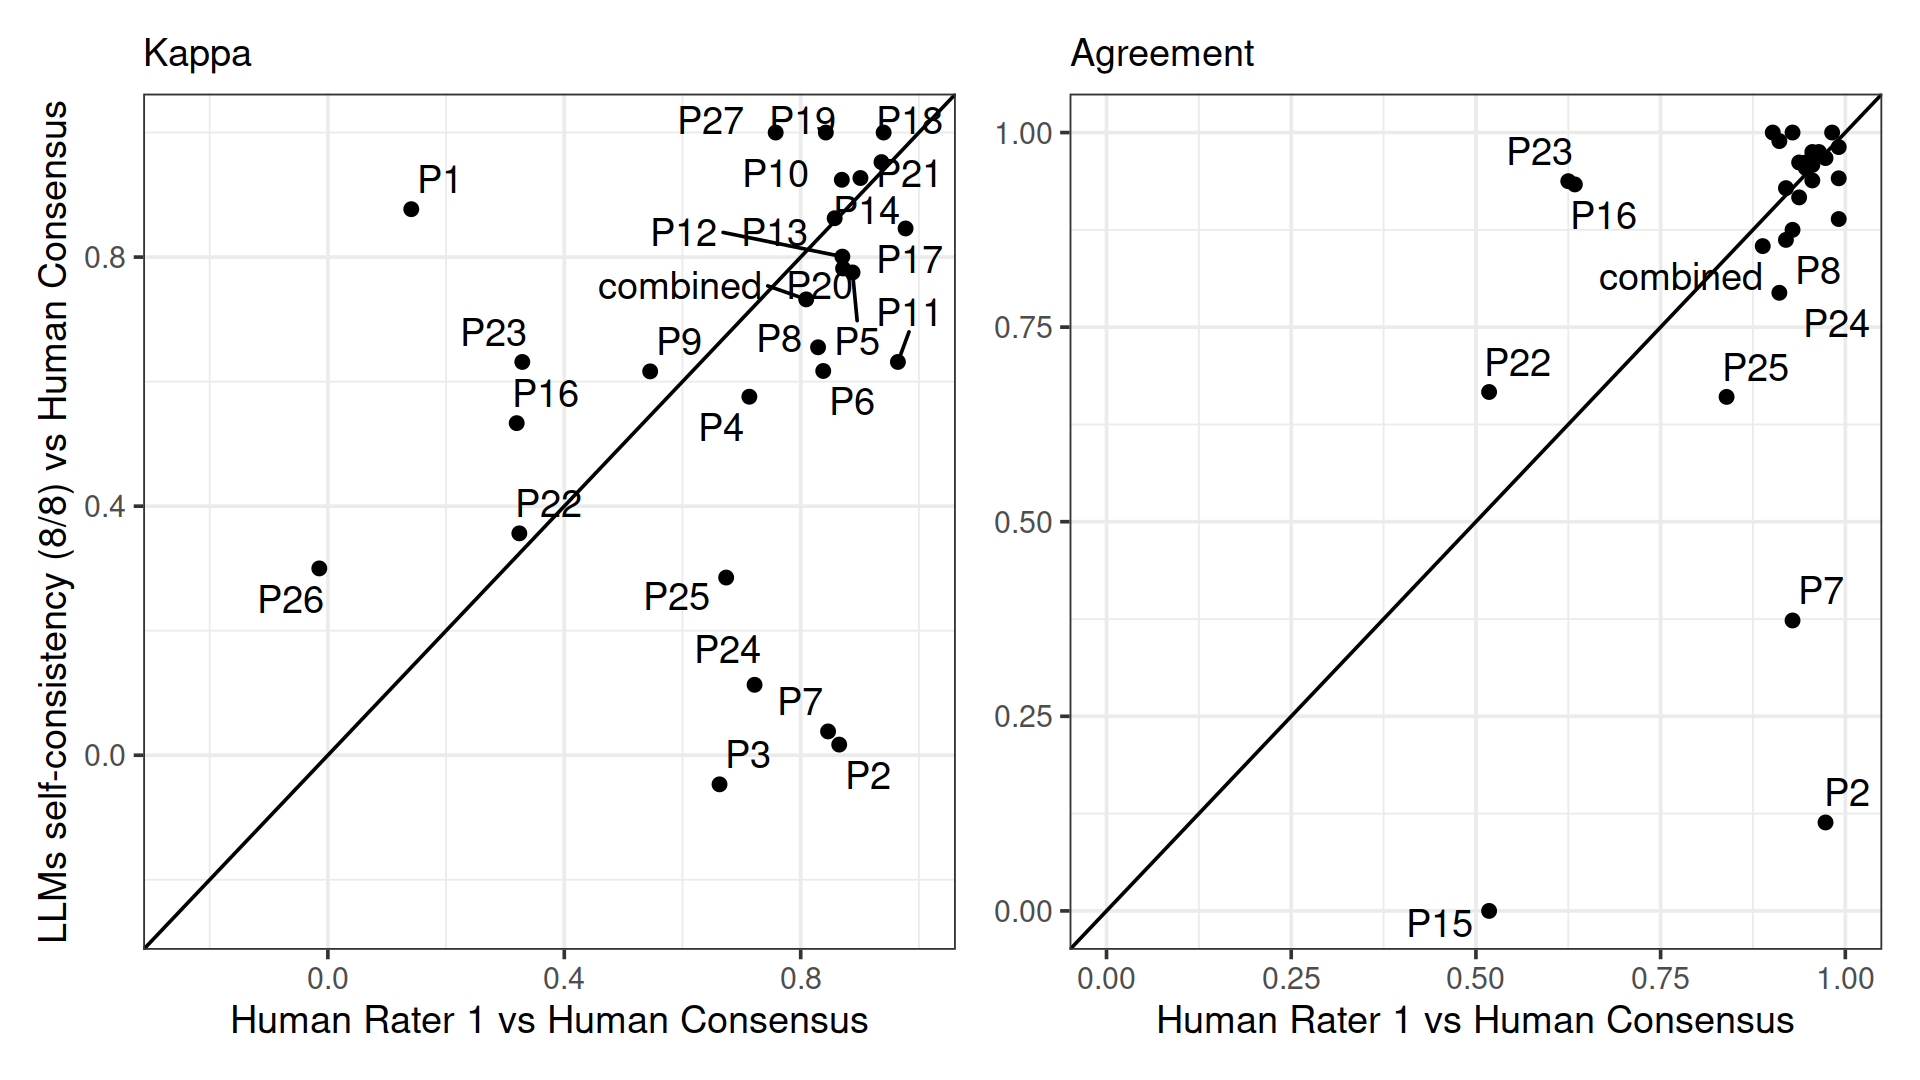 Kappa
Agreement
LLMs self-consistency (8/8) vs Human Consensus
P27
P19
P18
P10
P21
P1
P14
P12
P13
P17
combined
P20
P11
P23
P9
P8
P5
P16
P6
P4
P22
P26
P25
P24
P7
P3
P2
0.8
0.4
0.0
0.0
0.4
0.8
Human Rater 1 vs Human Consensus
1.00
0.75
0.50
0.25
0.00
P23
P16
combined
P8
P24
P22
P25
P7
P2
P15
0.00
0.25
0.50
0.75
1.00
Human Rater 1 vs Human Consensus